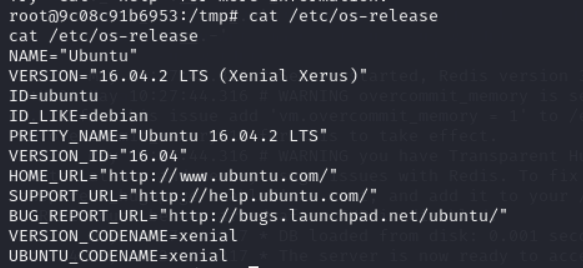 root@9c08c91b6953:/tmp# cat /etc/os-release
cat /etc/os-release
NAME="Ubuntu"
VERSION="16.04.2 LTS (Xenial Xerus)"
ID=ubuntu
ID_LIKE=debian
PRETTY_NAME="Ubuntu 16.04.2 LTS"
VERSION_ID="16.04"
HOME_URL="http://www.ubuntu.com/"
SUPPORT_URL="http://help.ubuntu.com/"
BUG_REPORT_URL="http://bugs.launchpad.net/ubuntu/"
VERSION_CODENAME=xenial
UBUNTU_CODENAME=xenial